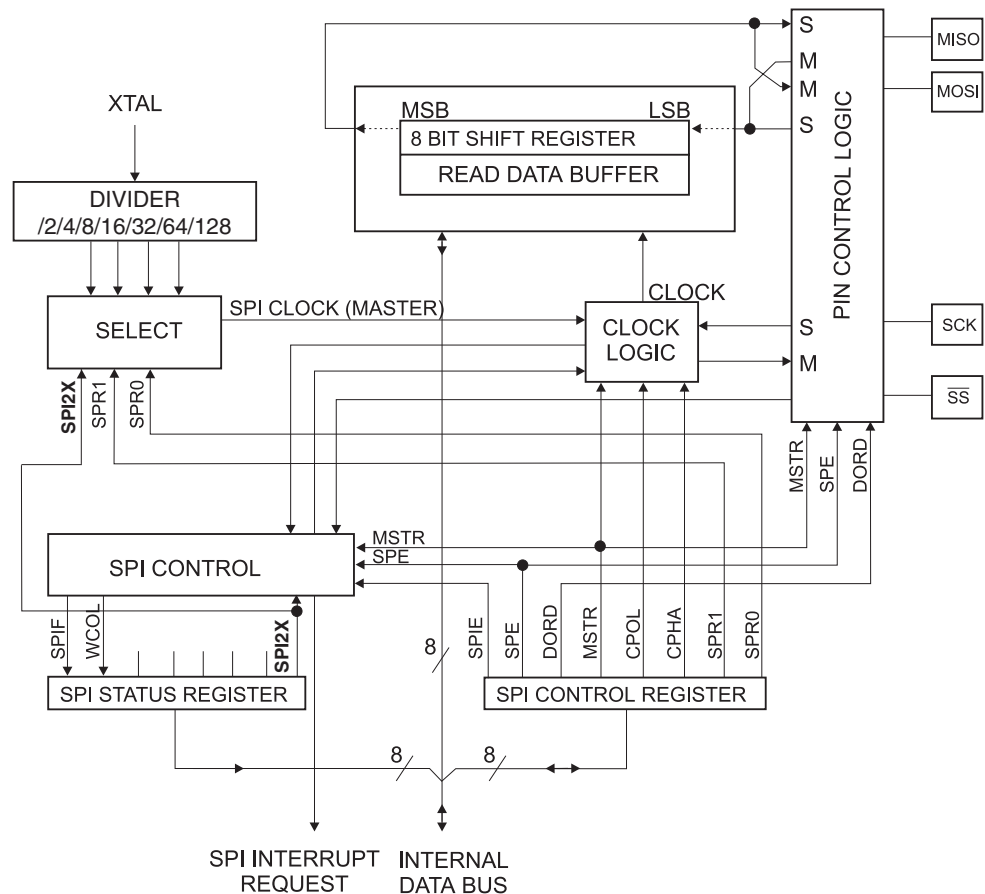 S
MISO
M
M
MOSI
XTAL
MSB
LSB
S
8 BIT SHIFT REGISTER
READ DATA BUFFER
PIN CONTROL LOGIC
DIVIDER
/2/4/8/16/32/64/128
SPI CLOCK (MASTER)
CLOCK
SELECT
CLOCK
LOGIC
S
M
SCK
SS
SPI2X
SPR1
SPR0
MSTR
SPE
DORD
MSTR
SPE
SPI CONTROL
SPIF
WCOL
SPI2X
8
SPIE
SPE
DORD
MSTR
CPOL
CPHA
SPR1
SPR0
SPI STATUS REGISTER
SPI CONTROL REGISTER
8
8
SPI INTERRUPT
REQUEST
INTERNAL
DATA BUS